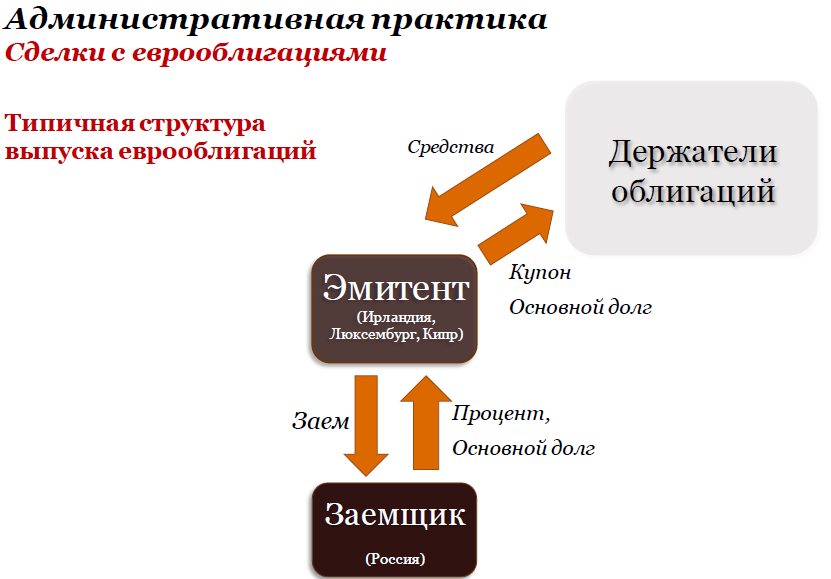 Административная практика
Сделки с еврооблигациями
Типичная структура
выпуска еврооблигаций
Средства
Держатели
облигаций
Купон
Основной долг
Эмитент
(Ирландия,
Люксембург, Кипр)
Заем
Процент,
Основной долг
Заемщик
(Россия)